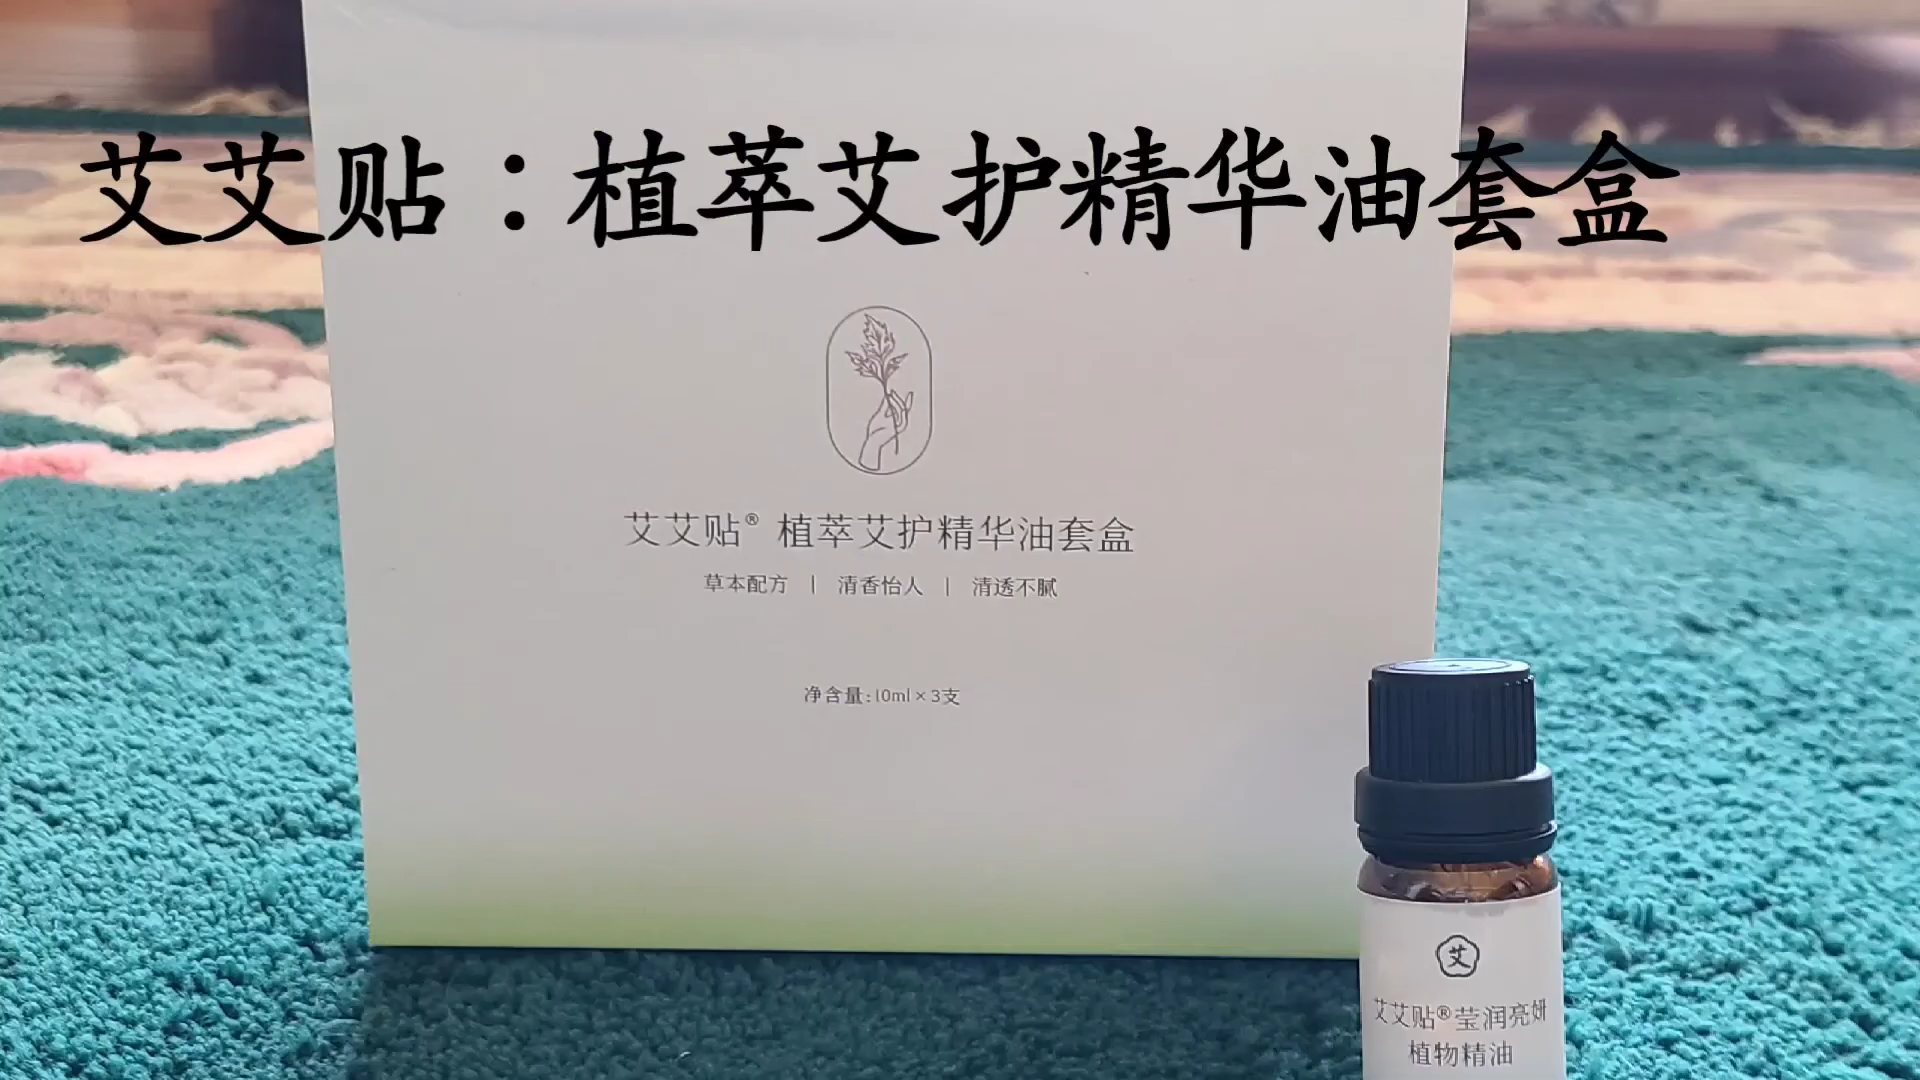 艾艾贴：植萃艾护精华油套盒
艾艾贴® 植萃艾护精华油套盒
草本配方 | 清香怡人 | 清透不腻
净含量:10ml×3支
艾
艾艾贴®莹润亮妍
植物精油